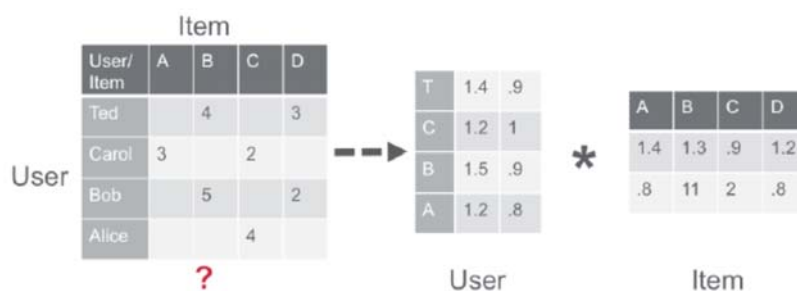 Item
User/ Item A B C D
Ted 4 3
Carol 3 2
Bob 5 2
Alice 4
User
?
T 1.4 .9
C 1.2 1
B 1.5 .9
A 1.2 .8
User
*
A B C D
1.4 1.3 .9 1.2
.8 11 2 .8
Item